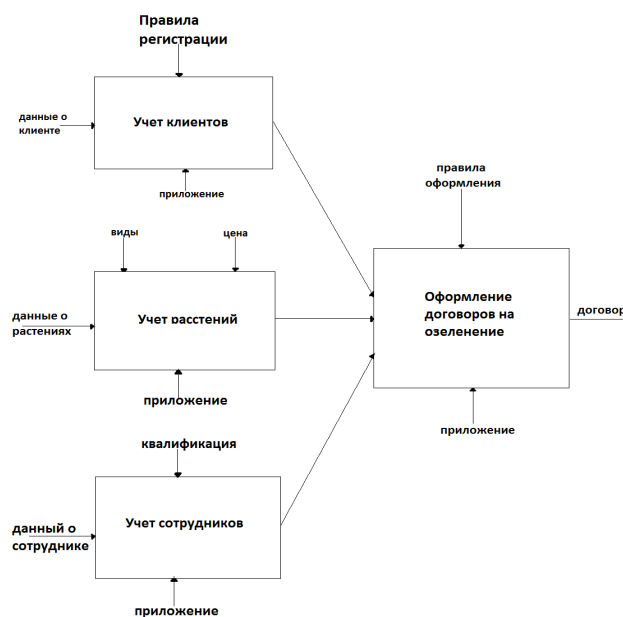 Правила
регистрации
данные о
клиенте
Учет клиентов
приложение
правила
оформления
виды
цена
данные о
растениях
Учет расстений
приложение
Оформление
договоров на
озеленение
договор
приложение
квалификация
данный о
сотруднике
Учет сотрудников
приложение